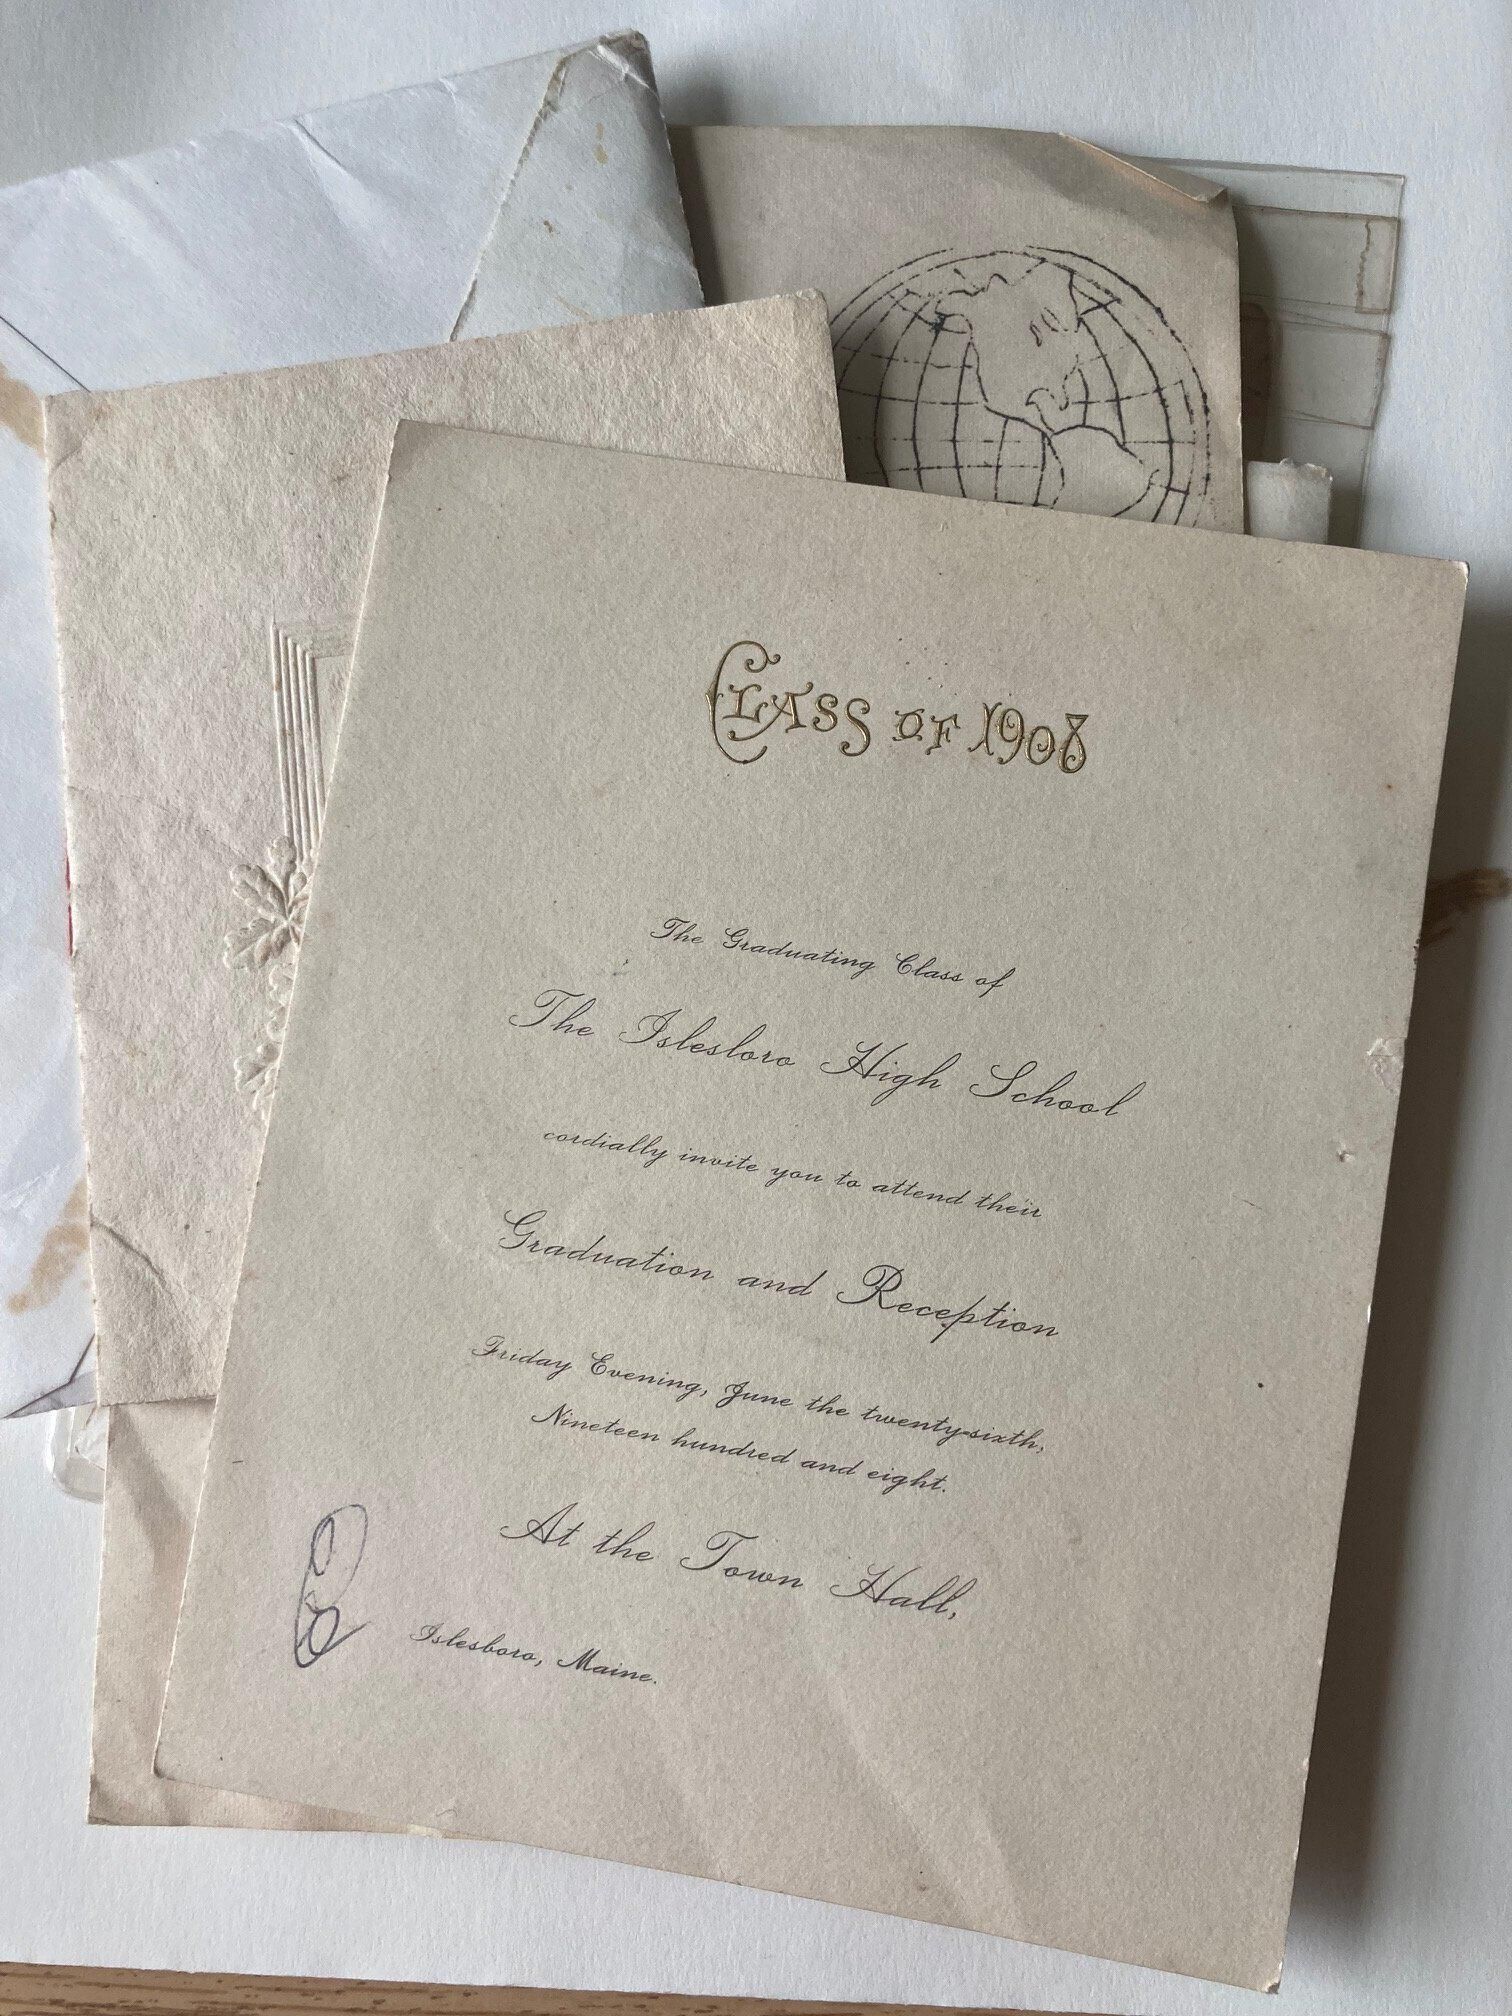 CLASS OF 1908
The Graduating Class of
The Islesboro High School
cordially invite you to attend their
Graduation and Reception
Friday Evening, June the twenty-sixth,
Nineteen hundred and eight.
At the Town Hall,
Islesboro, Maine.